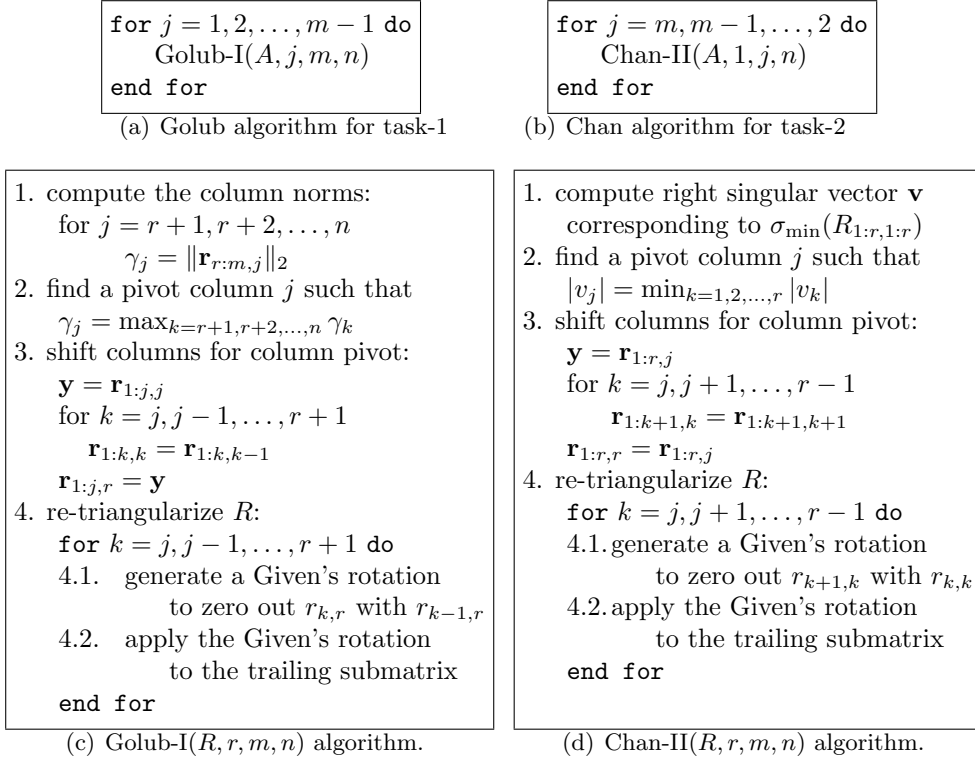 for j = 1, 2, . . . , m − 1 do
Golub-I(A, j, m, n)
end for
(a) Golub algorithm for task-1
for j = m, m − 1, . . . , 2 do
Chan-II(A, 1, j, n)
end for
(b) Chan algorithm for task-2
1. compute the column norms:
for j = r + 1, r + 2, . . . , n
γ_j = ‖r_{r:m,j}‖_2
2. find a pivot column j such that
γ_j = max_{k=r+1,r+2,...,n} γ_k
3. shift columns for column pivot:
y = r_{1:j,j}
for k = j, j − 1, . . . , r + 1
r_{1:k,k} = r_{1:k,k−1}
r_{1:j,r} = y
4. re-triangularize R:
for k = j, j − 1, . . . , r + 1 do
4.1. generate a Given's rotation
to zero out r_{k,r} with r_{k−1,r}
4.2. apply the Given's rotation
to the trailing submatrix
end for
(c) Golub-I(R, r, m, n) algorithm.
1. compute right singular vector v
corresponding to σ_min(R_{1:r,1:r})
2. find a pivot column j such that
|v_j| = min_{k=1,2,...,r} |v_k|
3. shift columns for column pivot:
y = r_{1:r,j}
for k = j, j + 1, . . . , r − 1
r_{1:k+1,k} = r_{1:k+1,k+1}
r_{1:r,r} = r_{1:r,j}
4. re-triangularize R:
for k = j, j + 1, . . . , r − 1 do
4.1. generate a Given's rotation
to zero out r_{k+1,k} with r_{k,k}
4.2. apply the Given's rotation
to the trailing submatrix
end for
(d) Chan-II(R, r, m, n) algorithm.